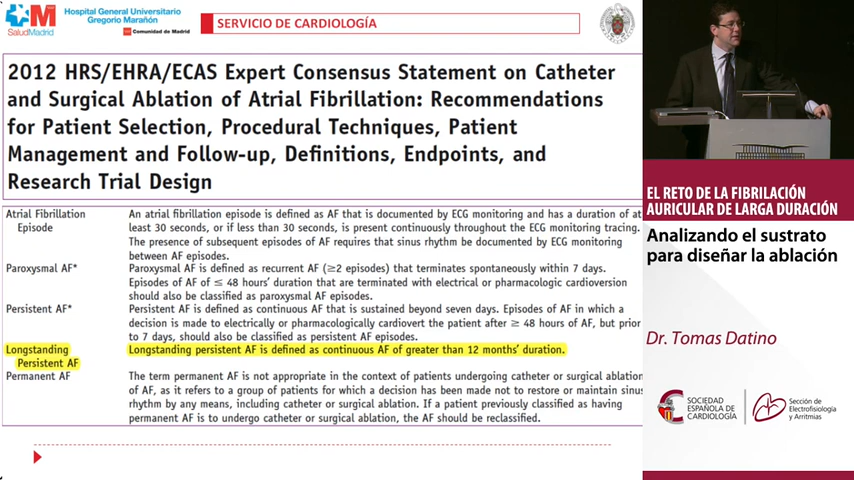 SaludMadrid
Hospital General Universitario
Gregorio Marañón
Comunidad de Madrid
SERVICIO DE CARDIOLOGÍA
2012 HRS/EHRA/ECAS Expert Consensus Statement on Catheter
and Surgical Ablation of Atrial Fibrillation: Recommendations
for Patient Selection, Procedural Techniques, Patient
Management and Follow-up, Definitions, Endpoints, and
Research Trial Design
Atrial Fibrillation
Episode
An atrial fibrillation episode is defined as AF that is documented by ECG monitoring and has a duration of at
least 30 seconds, or if less than 30 seconds, is present continuously throughout the ECG monitoring tracing.
The presence of subsequent episodes of AF requires that sinus rhythm be documented by ECG monitoring
between AF episodes.
Paroxysmal AF*
Paroxysmal AF is defined as recurrent AF (≥2 episodes) that terminates spontaneously within 7 days.
Episodes of AF of ≤ 48 hours' duration that are terminated with electrical or pharmacologic cardioversion
should also be classified as paroxysmal AF episodes.
Persistent AF*
Persistent AF is defined as continuous AF that is sustained beyond seven days. Episodes of AF in which a
decision is made to electrically or pharmacologically cardiovert the patient after ≥ 48 hours of AF, but prior
to 7 days, should also be classified as persistent AF episodes.
Longstanding
Persistent AF
Longstanding persistent AF is defined as continuous AF of greater than 12 months' duration.
Permanent AF
The term permanent AF is not appropriate in the context of patients undergoing catheter or surgical ablation
of AF, as it refers to a group of patients for which a decision has been made not to restore or maintain sinus
rhythm by any means, including catheter or surgical ablation. If a patient previously classified as having
permanent AF is to undergo catheter or surgical ablation, the AF should be reclassified.
EL RETO DE LA FIBRILACIÓN
AURICULAR DE LARGA DURACIÓN
Analizando el sustrato
para diseñar la ablación
Dr. Tomas Datino
SOCIEDAD
ESPAÑOLA DE
CARDIOLOGÍA
Sección de
Electrofisiología
y Arritmias